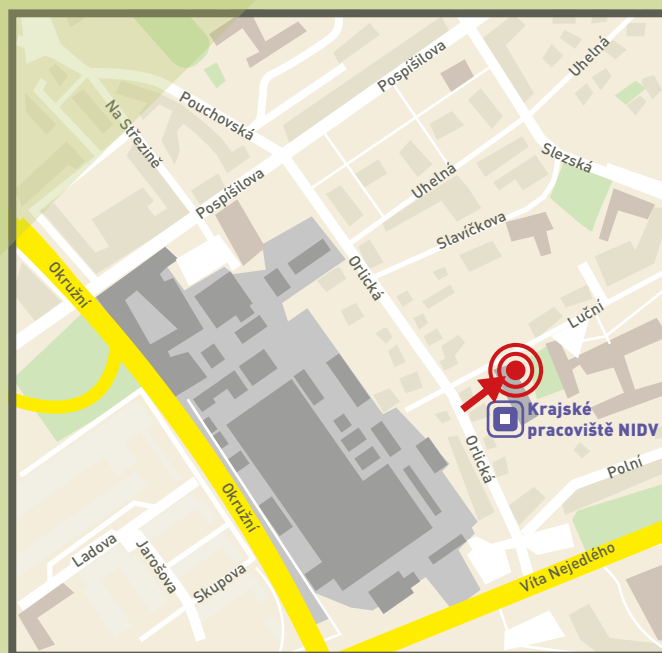 Uhelná
Pospíšilova
Pouchovská
Na Střezině
Slezská
Uhelná
Pospíšilova
Slavíčkova
Okružní
Orlická
Luční
Krajské
pracoviště NIDV
Orlická
Polní
Okružní
Ladova
Jarošova
Skupova
Víta Nejedlého